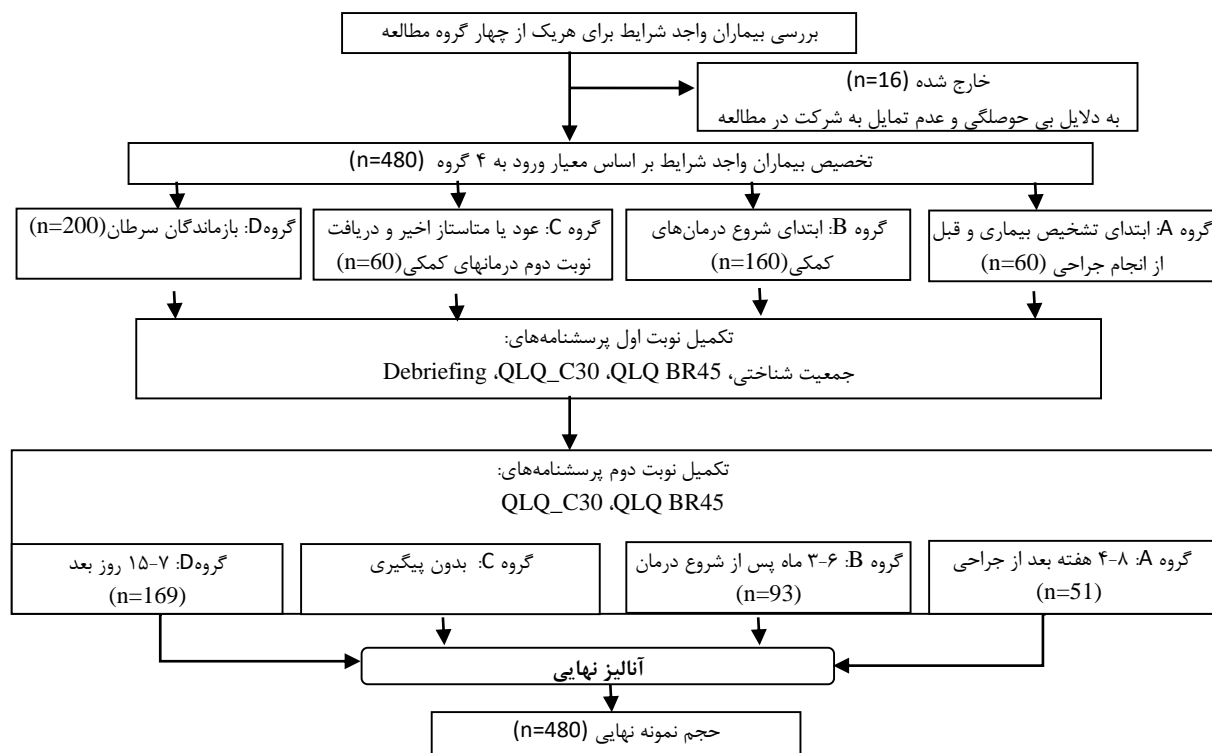 بررسی بیماران واجد شرایط برای هریک از چهار گروه مطالعه
خارج شده (n=16)
به دلایل بی حوصلگی و عدم تمایل به شرکت در مطالعه
تخصیص بیماران واجد شرایط بر اساس معیار ورود به ۴ گروه (n=480)
گروه A: ابتدای تشخیص بیماری و قبل
از انجام جراحی (n=60)
گروه B: ابتدای شروع درمان‌های
کمکی (n=160)
گروه C: عود یا متاستاز اخیر و دریافت
نوبت دوم درمانهای کمکی (n=60)
گروهD: بازماندگان سرطان (n=200)
تکمیل نوبت اول پرسشنامه‌های:
جمعیت شناختی، QLQ BR45، QLQ_C30، Debriefing
تکمیل نوبت دوم پرسشنامه‌های:
QLQ BR45، QLQ_C30
گروه A: ۸-۴ هفته بعد از جراحی
(n=51)
گروه B: ۶-۳ ماه پس از شروع درمان
(n=93)
گروه C: بدون پیگیری
گروهD: ۷-۱۵ روز بعد
(n=169)
آنالیز نهایی
حجم نمونه نهایی (n=480)